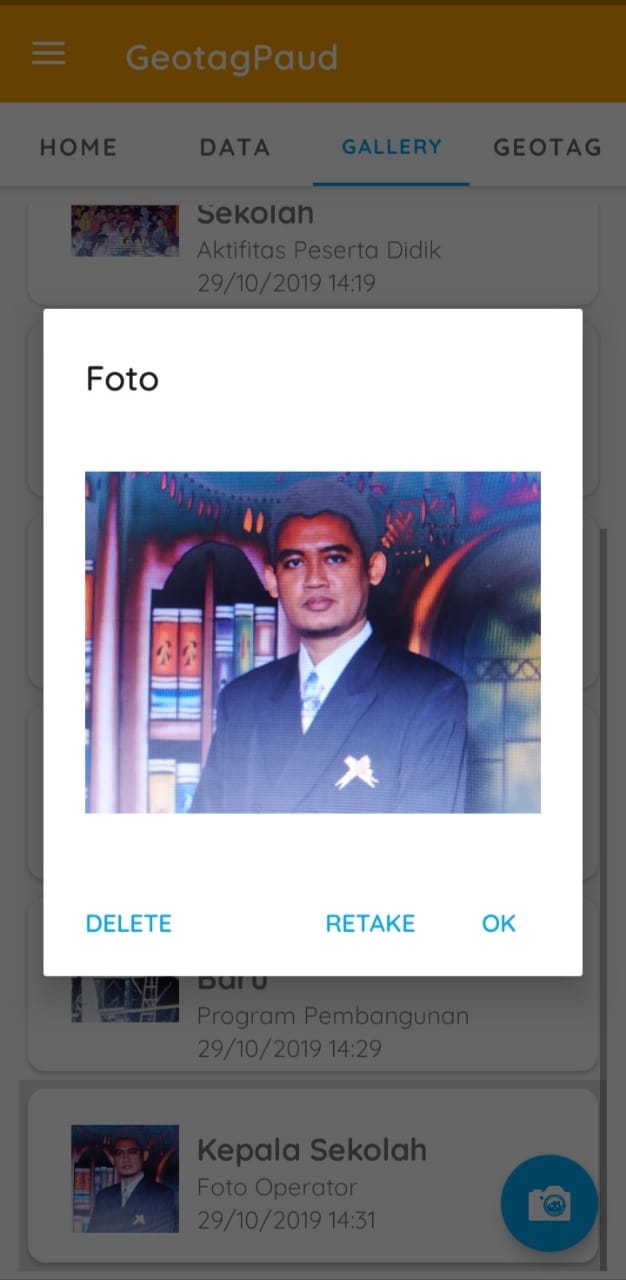 GeotagPaud
HOME DATA GALLERY GEOTAG
Sekolah
Aktifitas Peserta Didik
29/10/2019 14:19
Foto
DELETE RETAKE OK
Baru
Program Pembangunan
29/10/2019 14:29
Kepala Sekolah
Foto Operator
29/10/2019 14:31